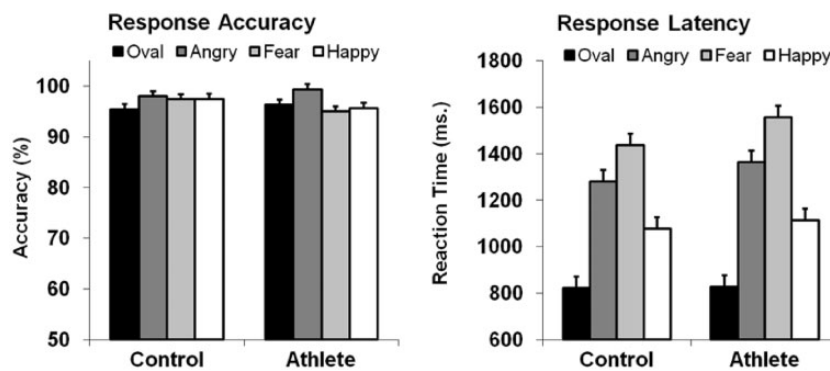 Response Accuracy
Oval Angry Fear Happy
Accuracy (%)
100
90
80
70
60
50
Control Athlete
Response Latency
Oval Angry Fear Happy
Reaction Time (ms.)
1800
1600
1400
1200
1000
800
600
Control Athlete